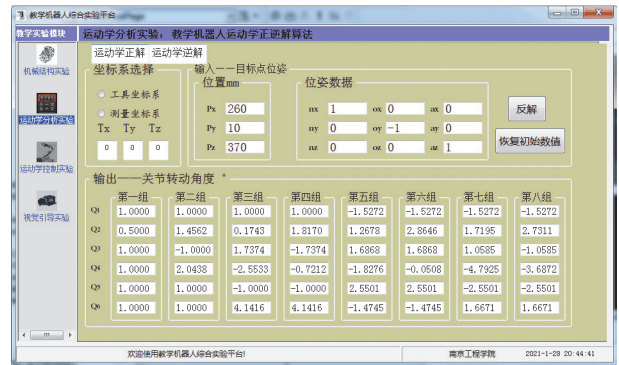 教学机器人综合实验平台
教学实验模块
运动学分析实验：教学机器人运动学正逆解算法
机械结构实验
运动学分析实验
运动学控制实验
视觉引导实验
运动学正解 运动学逆解
坐标系选择
工具坐标系
测量坐标系
Tx Ty Tz
0 0 0
输入——目标点位姿
位置mm
Px 260
Py 10
Pz 370
位姿数据
nx 1 ox 0 ax 0
ny 0 oy -1 ay 0
nz 0 oz 0 az 1
反解
恢复初始数值
输出——关节转动角度 °
第一组 第二组 第三组 第四组 第五组 第六组 第七组 第八组
Q1 1.0000 1.0000 1.0000 1.0000 -1.5272 -1.5272 -1.5272 -1.5272
Q2 0.5000 1.4562 0.1743 1.8170 1.2678 2.8646 1.7195 2.7311
Q3 1.0000 -1.0000 1.7374 -1.7374 1.6868 1.6868 1.0585 -1.0585
Q4 1.0000 2.0438 -2.5533 -0.7212 -1.8276 -0.0508 -4.7925 -3.6872
Q5 1.0000 1.0000 -1.0000 -1.0000 2.5501 2.5501 -2.5501 -2.5501
Q6 1.0000 1.0000 4.1416 4.1416 -1.4745 -1.4745 1.6671 1.6671
欢迎使用教学机器人综合实验平台!
南京工程学院
2021-1-28 20:44:41